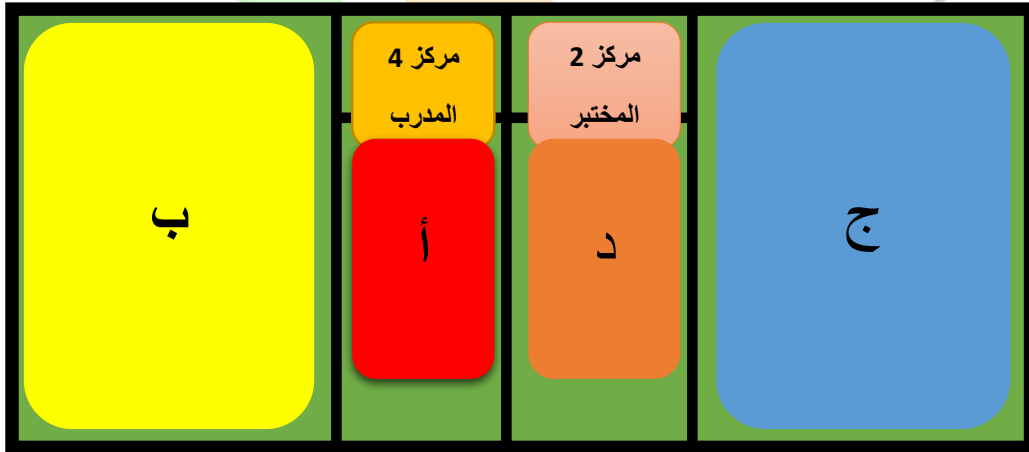 مركز 2
المختبر
مركز 4
المدرب
ج
د
أ
ب